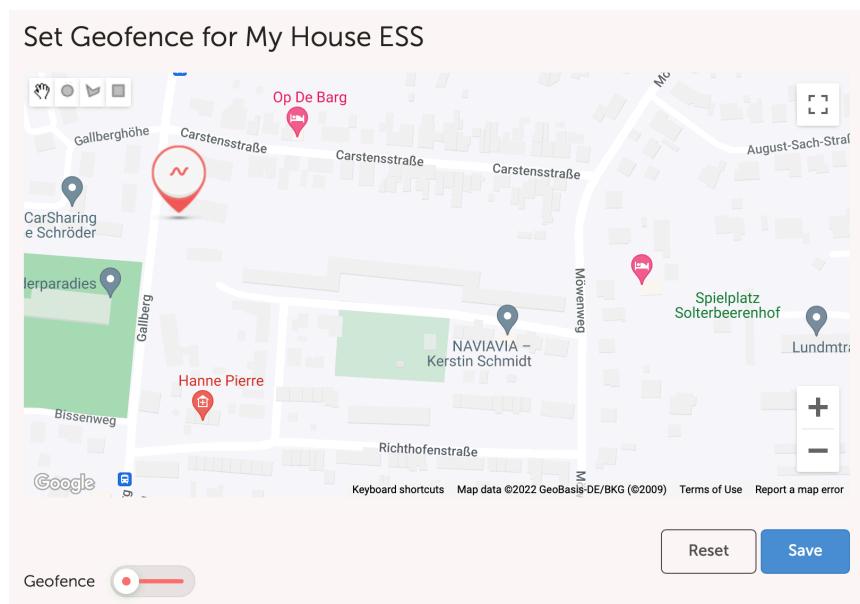 Set Geofence for My House ESS
Op De Barg
Gallberghöhe
Carstensstraße
Carstensstraße
Carstensstraße
August-Sach-Straß
CarSharing
e Schröder
lerparadies
Gallberg
Möwenweg
Spielplatz
Solterbeerenhof
NAVIAVIA –
Kerstin Schmidt
Lundmtra
Hanne Pierre
Bissenweg
Richthofenstraße
Google
Keyboard shortcuts
Map data ©2022 GeoBasis-DE/BKG (©2009)
Terms of Use
Report a map error
Reset
Save
Geofence